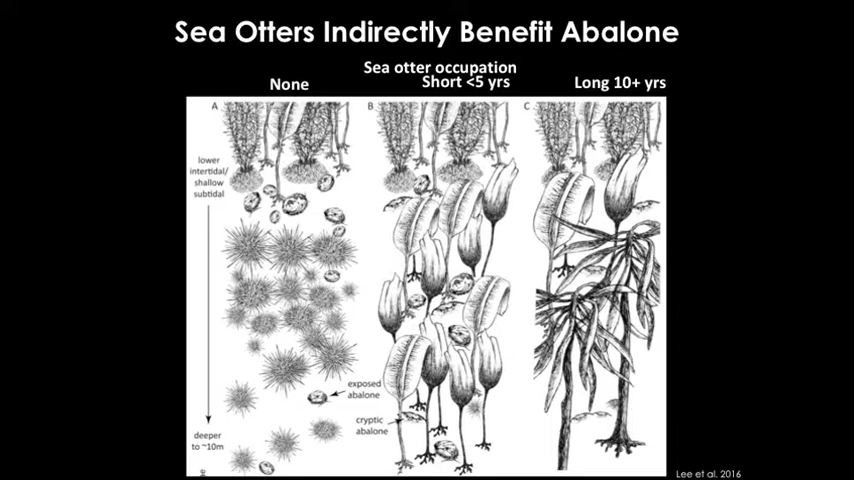 Sea Otters Indirectly Benefit Abalone
Sea otter occupation
None
Short <5 yrs
Long 10+ yrs
A
B
C
lower
intertidal/
shallow
subtidal
exposed
abalone
cryptic
abalone
deeper
to ~10m
Lee et al. 2016